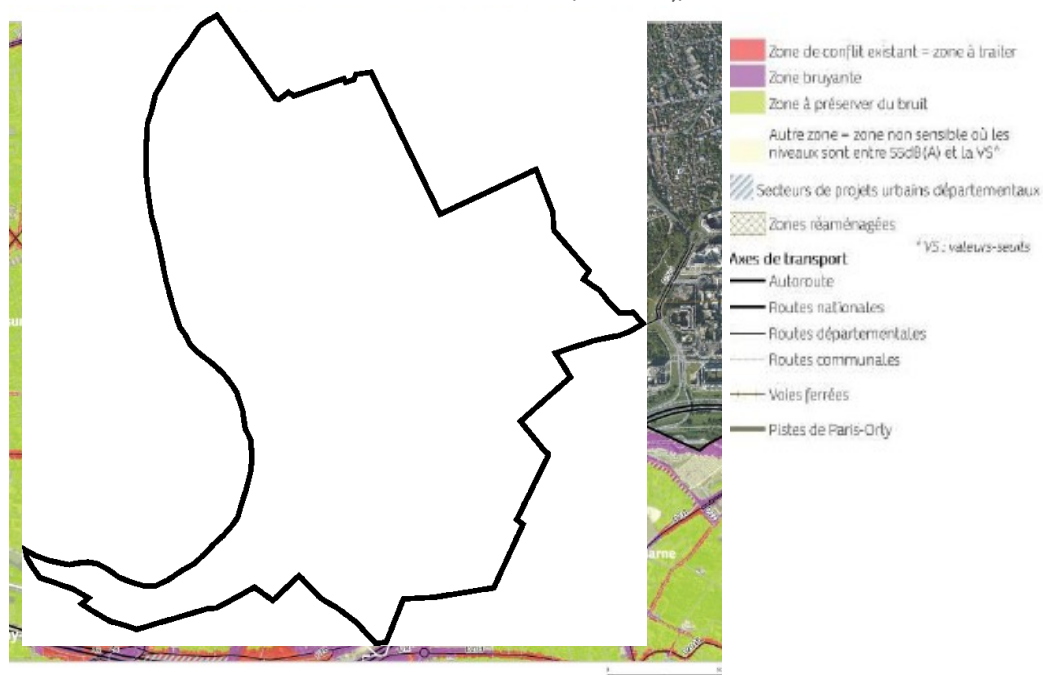 Zone de conflit existant = zone à traiter
Zone bruyante
Zone à préserver du bruit
Autre zone = zone non sensible où les
niveaux sont entre 55dB(A) et la VS*
Secteurs de projets urbains départementaux
Zones réaménagées
* VS : valeurs-seuils
Axes de transport
Autoroute
Routes nationales
Routes départementales
Routes communales
Voies ferrées
Pistes de Paris-Orly
arne